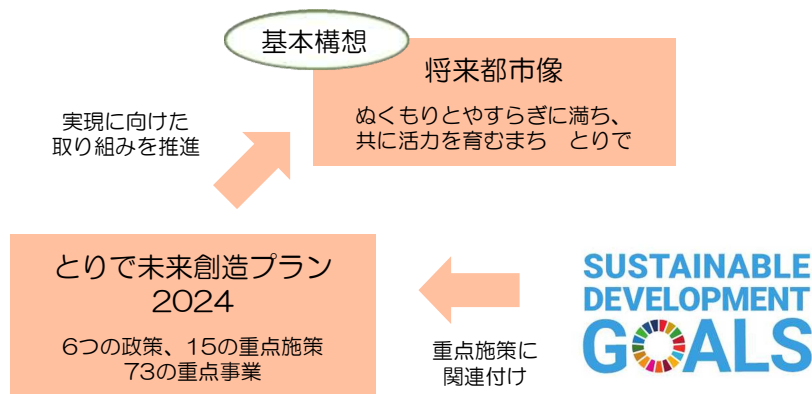 基本構想
将来都市像
ぬくもりとやすらぎに満ち、
共に活力を育むまち　とりで
実現に向けた
取り組みを推進
とりで未来創造プラン
2024
6つの政策、15の重点施策
73の重点事業
重点施策に
関連付け
SUSTAINABLE
DEVELOPMENT
GOALS